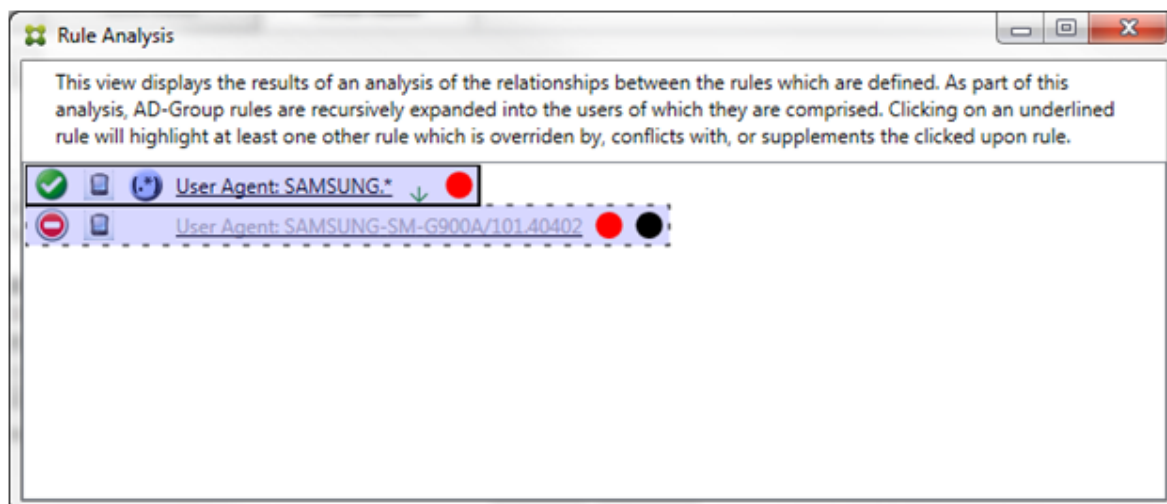 Rule Analysis
This view displays the results of an analysis of the relationships between the rules which are defined. As part of this
analysis, AD-Group rules are recursively expanded into the users of which they are comprised. Clicking on an underlined
rule will highlight at least one other rule which is overriden by, conflicts with, or supplements the clicked upon rule.
(.*) User Agent: SAMSUNG.*
User Agent: SAMSUNG-SM-G900A/101.40402